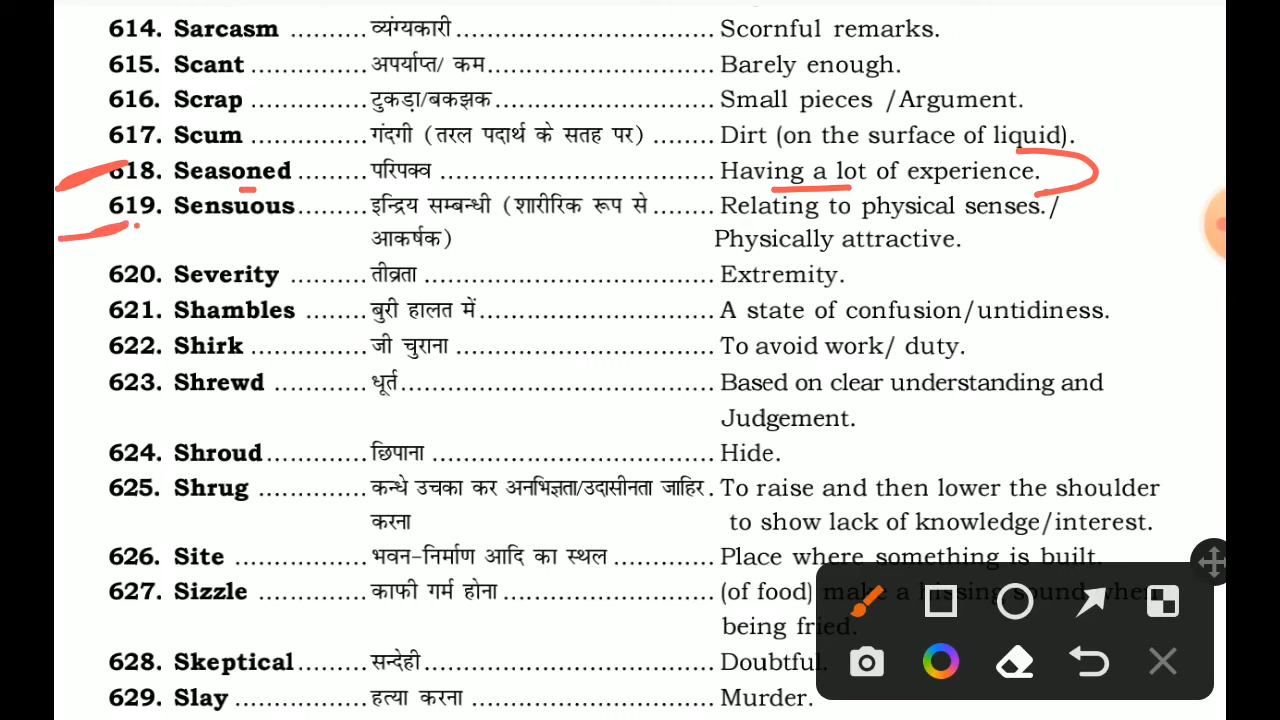 614. Sarcasm ..........व्यंग्यकारी.................................... Scornful remarks.
615. Scant ................अपर्याप्त/ कम............................... Barely enough.
616. Scrap ................टुकड़ा/बकझक.............................. Small pieces /Argument.
617. Scum ................गंदगी (तरल पदार्थ के सतह पर) ........ Dirt (on the surface of liquid).
618. Seasoned ..........परिपक्व ...................................... Having a lot of experience.
619. Sensuous ..........इन्द्रिय सम्बन्धी (शारीरिक रूप से ........ Relating to physical senses./
आकर्षक) Physically attractive.
620. Severity ..........तीव्रता ........................................ Extremity.
621. Shambles ........बुरी हालत में................................ A state of confusion/untidiness.
622. Shirk ................जी चुराना ................................... To avoid work/ duty.
623. Shrewd .............धूर्त........................................... Based on clear understanding and
Judgement.
624. Shroud..............छिपाना ....................................... Hide.
625. Shrug ...............कन्धे उचका कर अनभिज्ञता/उदासीनता जाहिर . To raise and then lower the shoulder
करना to show lack of knowledge/interest.
626. Site ...................भवन-निर्माण आदि का स्थल .............. Place where something is built.
627. Sizzle ...............काफी गर्म होना ............................. (of food) make a hissing sound when
being fried.
628. Skeptical..........सन्देही........................................ Doubtful.
629. Slay ...................हत्या करना ................................. Murder.